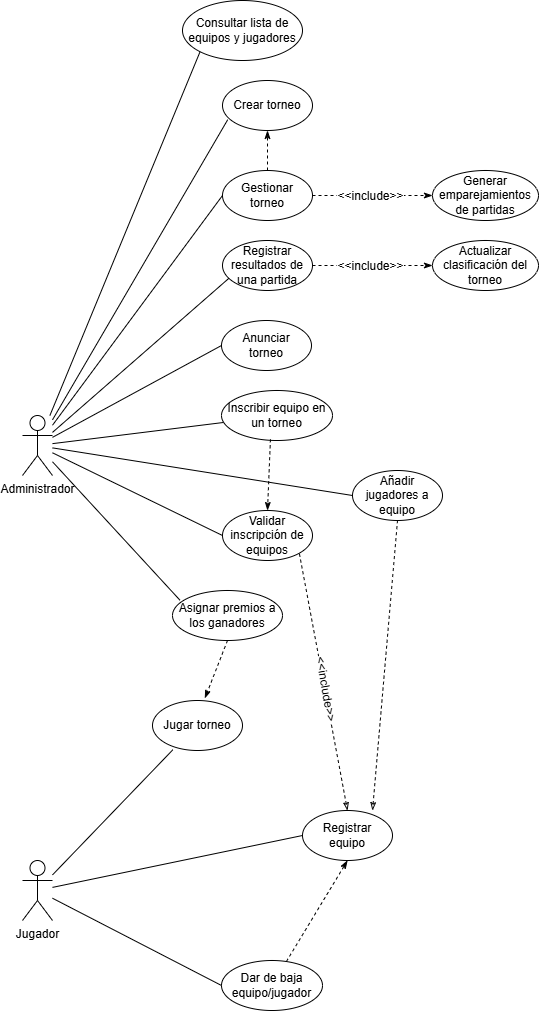 Consultar lista de
equipos y jugadores
Crear torneo
Gestionar
torneo
<<include>>
Generar
emparejamientos
de partidas
Registrar
resultados de
una partida
<<include>>
Actualizar
clasificación del
torneo
Anunciar
torneo
Inscribir equipo en
un torneo
Administrador
Añadir
jugadores a
equipo
Validar
inscripción de
equipos
Asignar premios a
los ganadores
<<include>>
Jugar torneo
Registrar
equipo
Jugador
Dar de baja
equipo/jugador